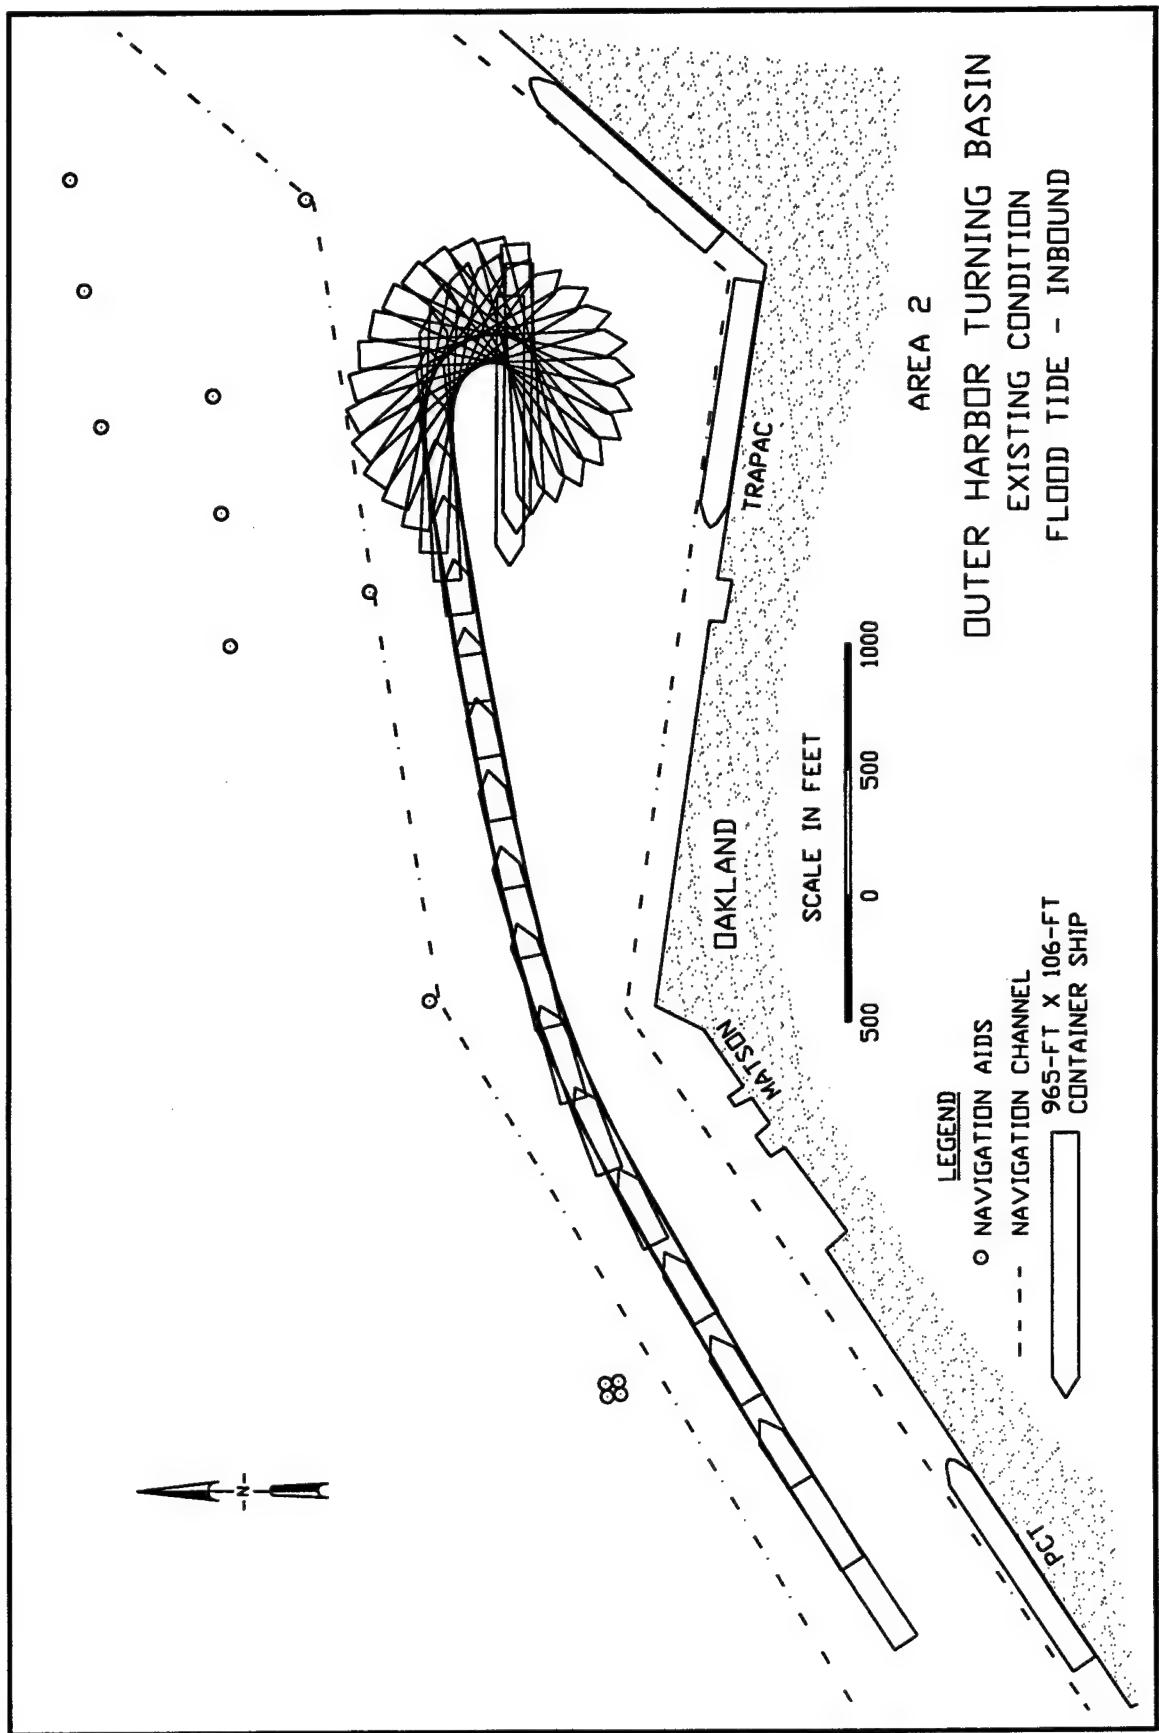 -N-
TRAPAC
OAKLAND
MATSON
PCT
SCALE IN FEET
500 0 500 1000
LEGEND
NAVIGATION AIDS
NAVIGATION CHANNEL
965-FT X 106-FT
CONTAINER SHIP
AREA 2
OUTER HARBOR TURNING BASIN
EXISTING CONDITION
FLOOD TIDE - INBOUND